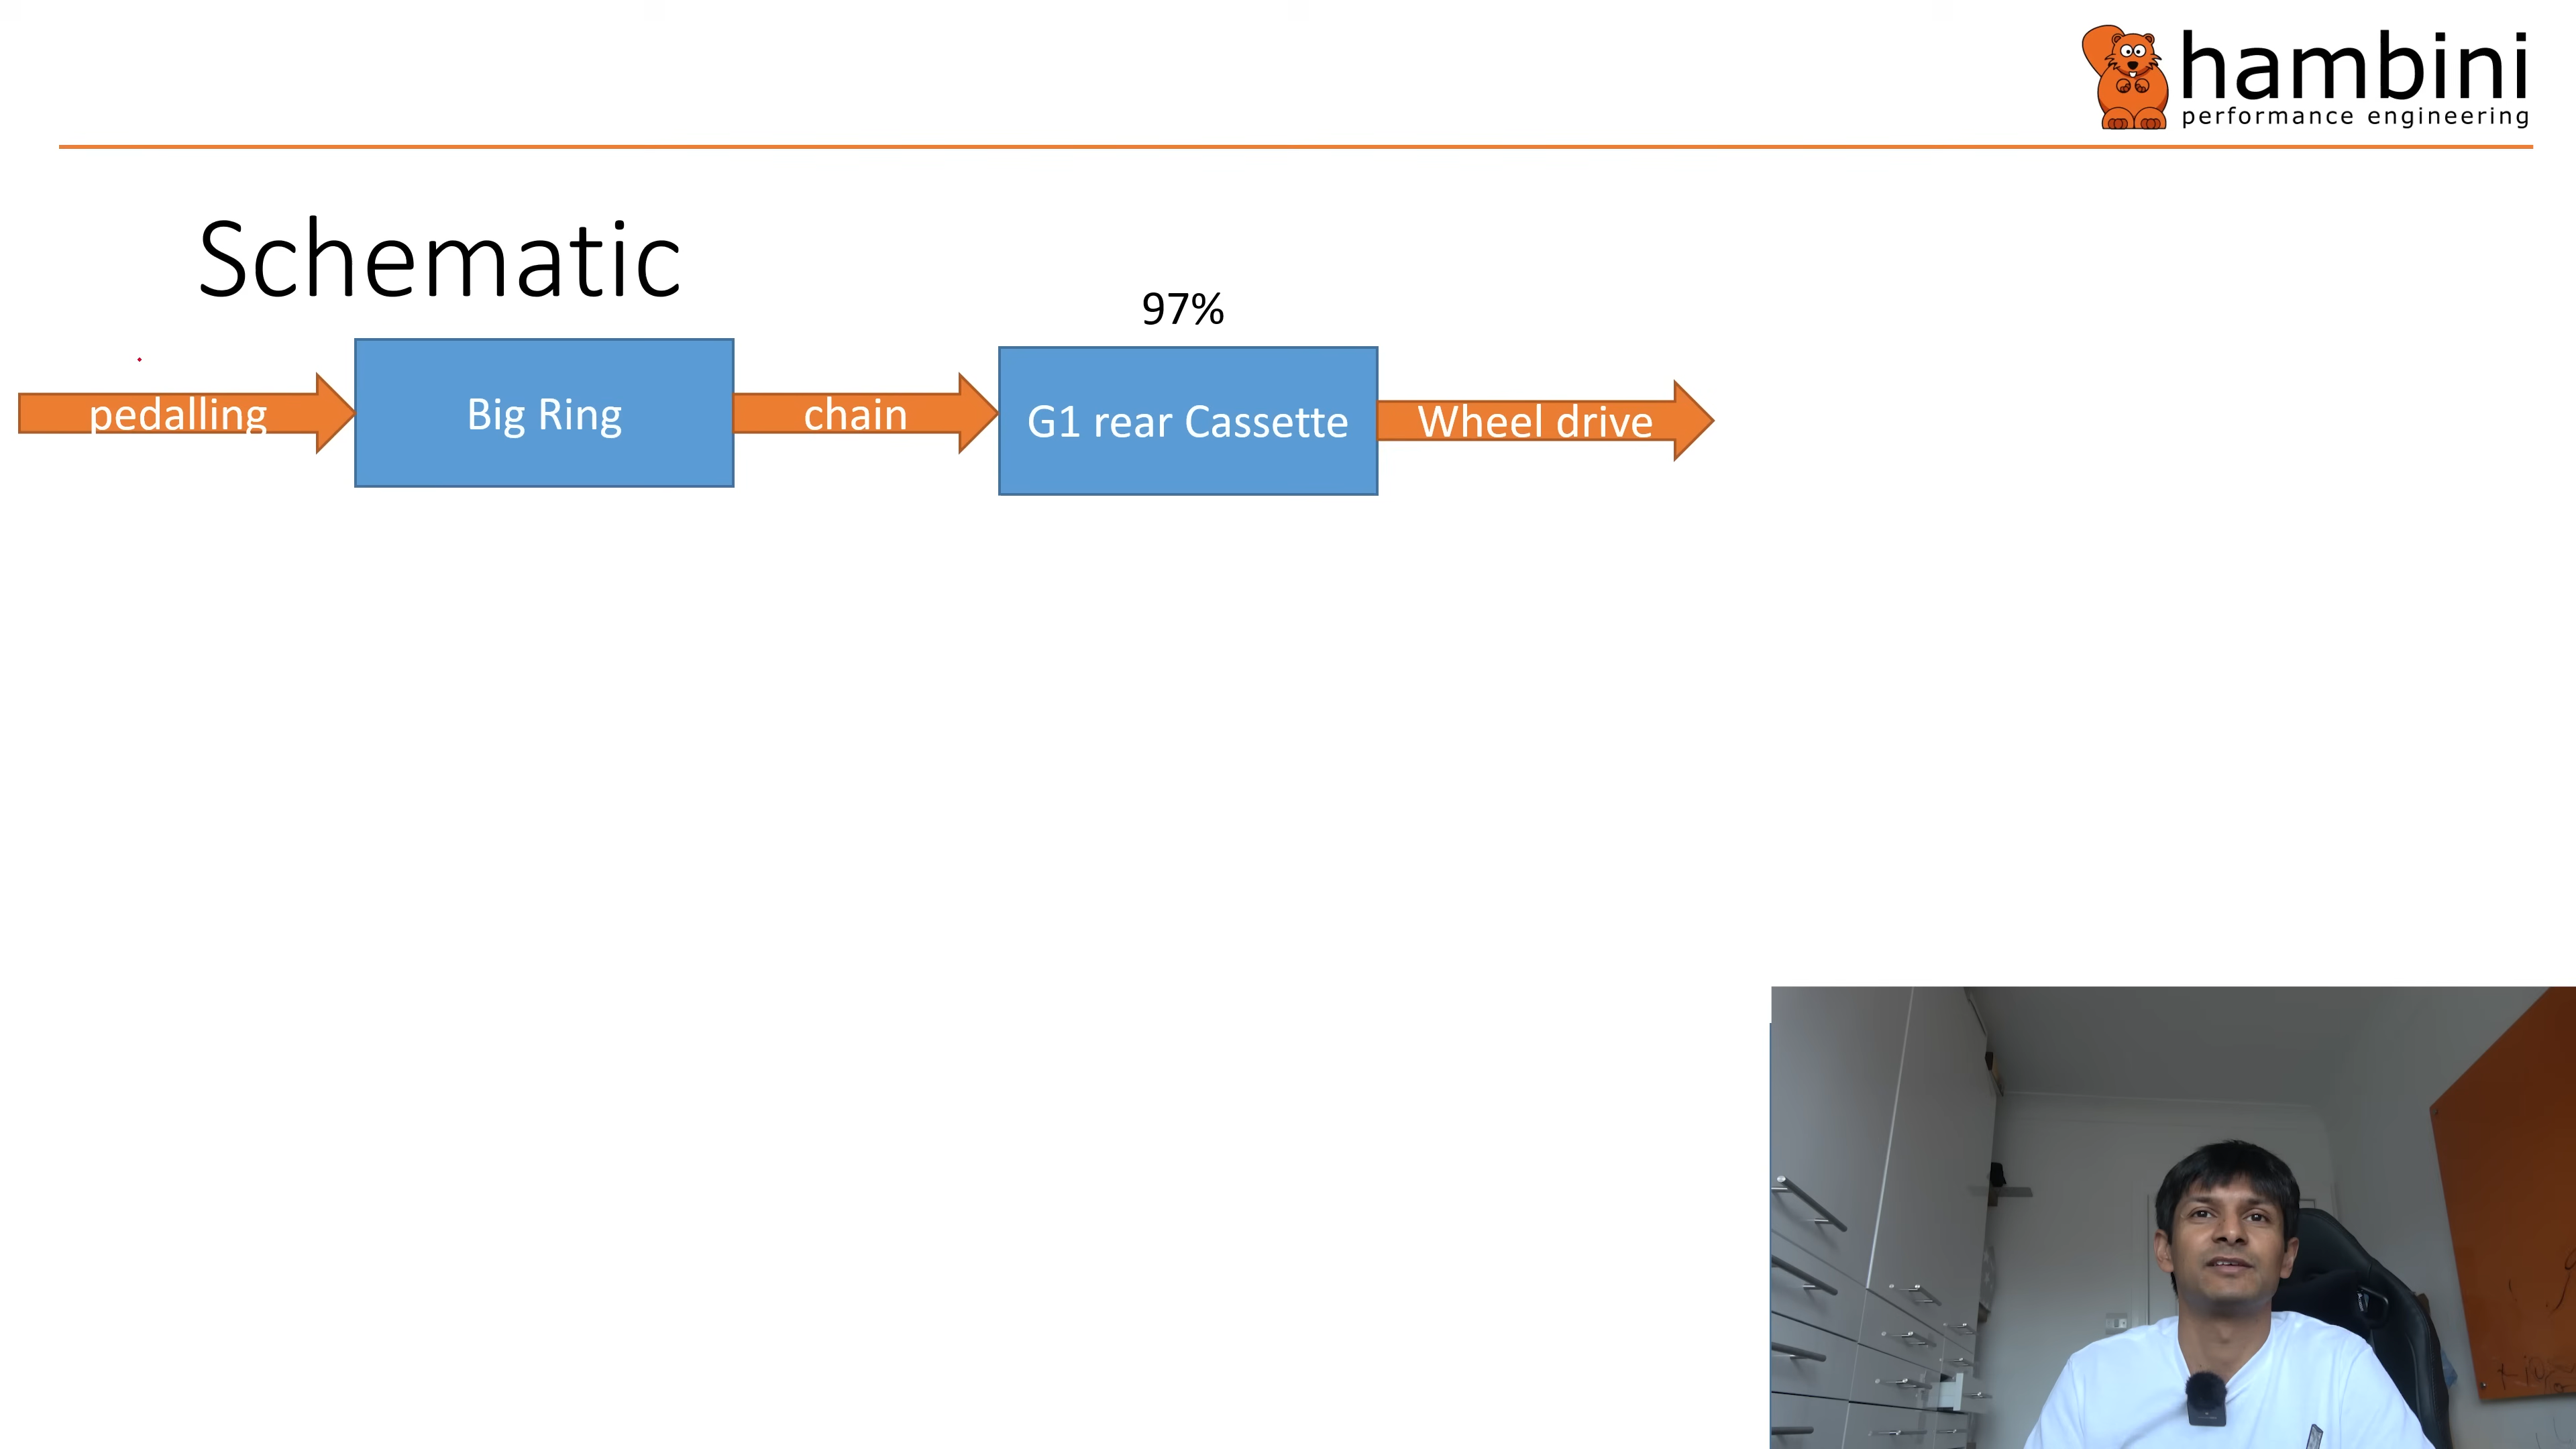 hambini
performance engineering
Schematic
97%
pedalling
Big Ring
chain
G1 rear Cassette
Wheel drive